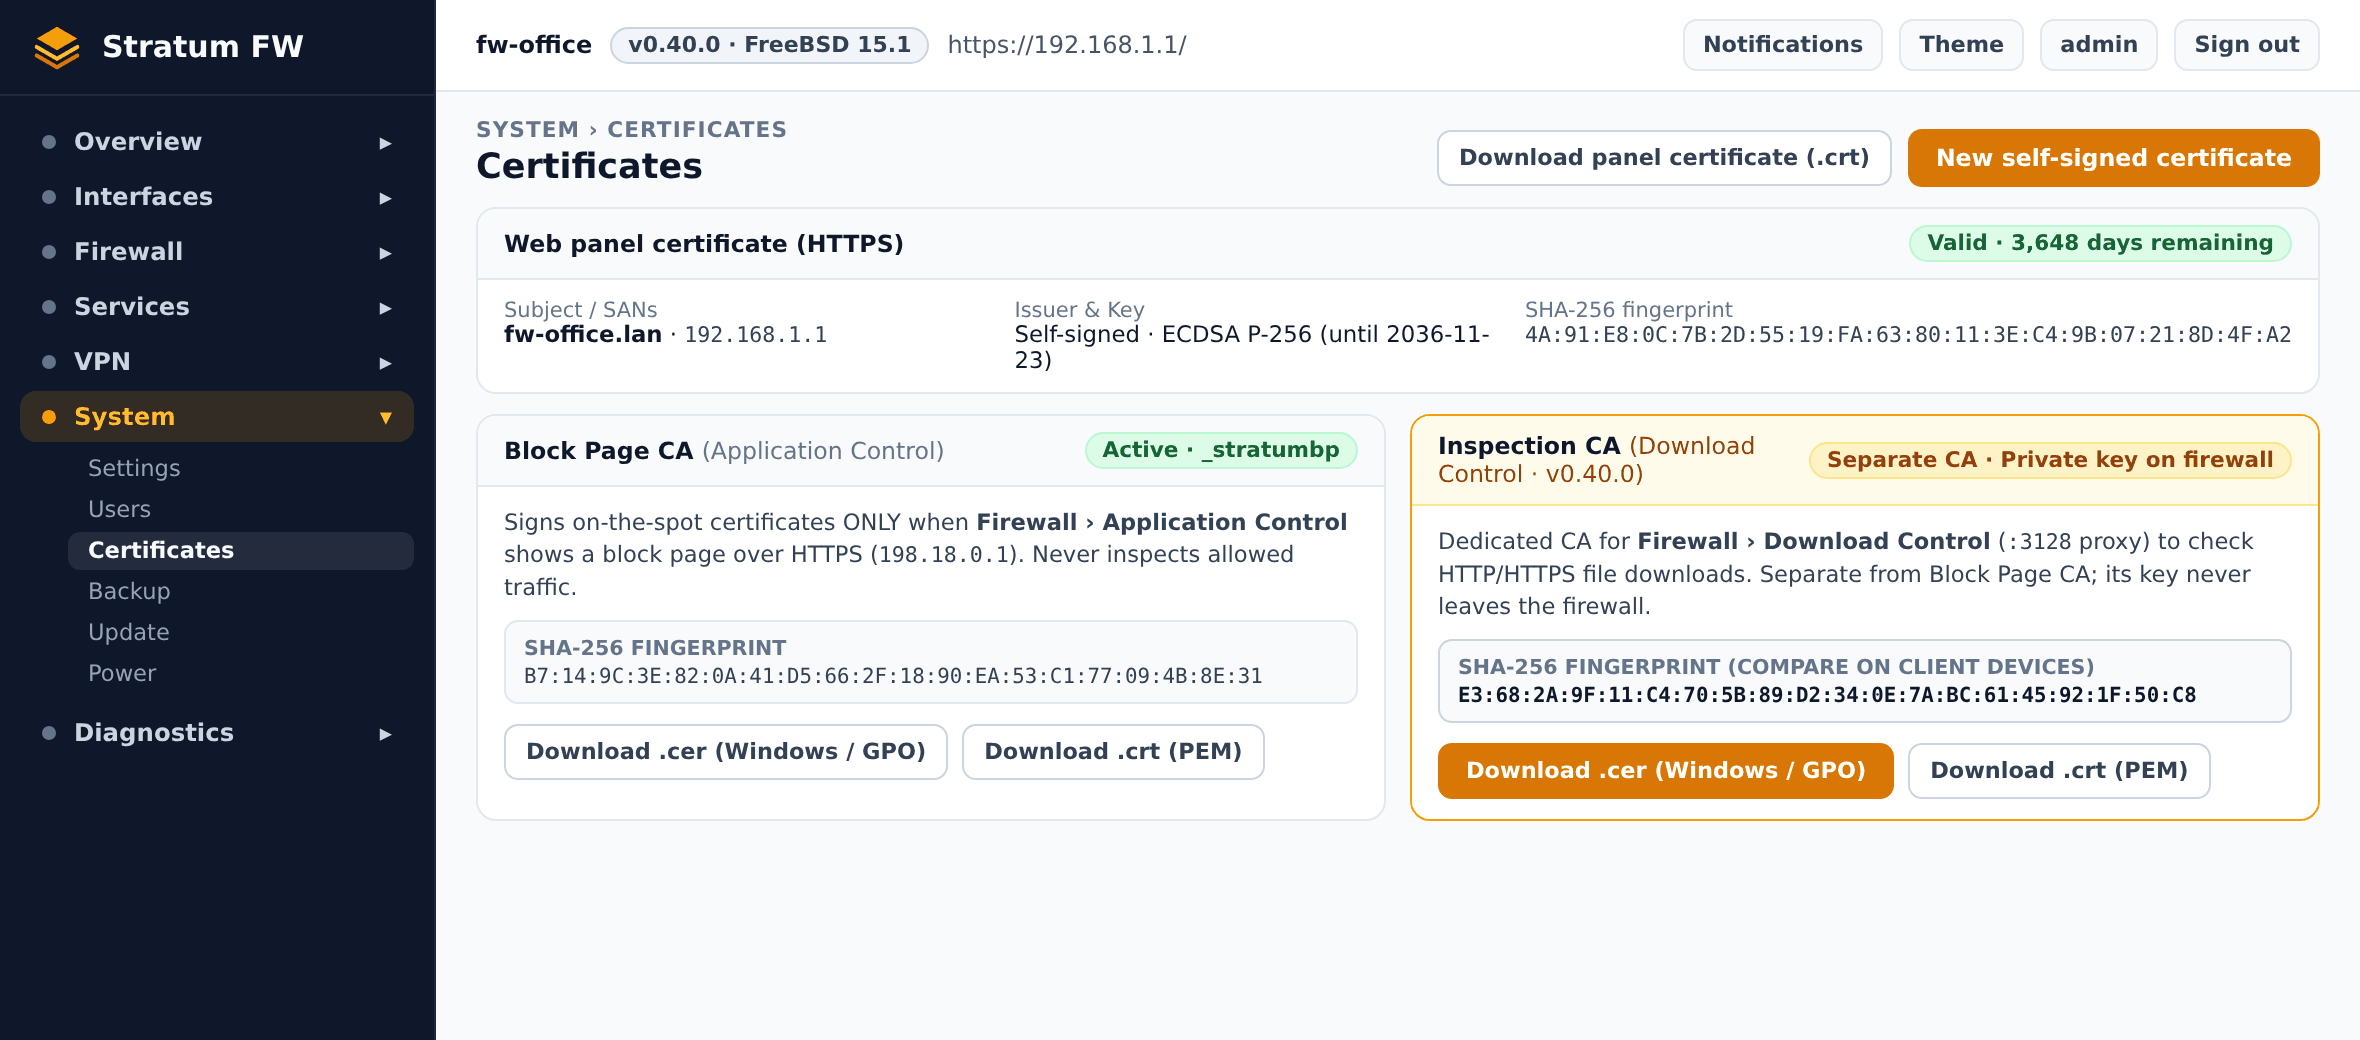 Stratum FW
fw-office
v0.40.0 · FreeBSD 15.1
https://192.168.1.1/
Notifications
Theme
admin
Sign out
Overview
Interfaces
Firewall
Services
VPN
System
Settings
Users
Certificates
Backup
Update
Power
Diagnostics
SYSTEM › CERTIFICATES
Certificates
Download panel certificate (.crt)
New self-signed certificate
Web panel certificate (HTTPS)
Valid · 3,648 days remaining
Subject / SANs
fw-office.lan · 192.168.1.1
Issuer & Key
Self-signed · ECDSA P-256 (until 2036-11-
23)
SHA-256 fingerprint
4A:91:E8:0C:7B:2D:55:19:FA:63:80:11:3E:C4:9B:07:21:8D:4F:A2
Block Page CA (Application Control)
Active · _stratumbp
Signs on-the-spot certificates ONLY when Firewall › Application Control
shows a block page over HTTPS (198.18.0.1). Never inspects allowed
traffic.
SHA-256 FINGERPRINT
B7:14:9C:3E:82:0A:41:D5:66:2F:18:90:EA:53:C1:77:09:4B:8E:31
Download .cer (Windows / GPO)
Download .crt (PEM)
Inspection CA (Download
Control · v0.40.0)
Separate CA · Private key on firewall
Dedicated CA for Firewall › Download Control (:3128 proxy) to check
HTTP/HTTPS file downloads. Separate from Block Page CA; its key never
leaves the firewall.
SHA-256 FINGERPRINT (COMPARE ON CLIENT DEVICES)
E3:68:2A:9F:11:C4:70:5B:89:D2:34:0E:7A:BC:61:45:92:1F:50:C8
Download .cer (Windows / GPO)
Download .crt (PEM)